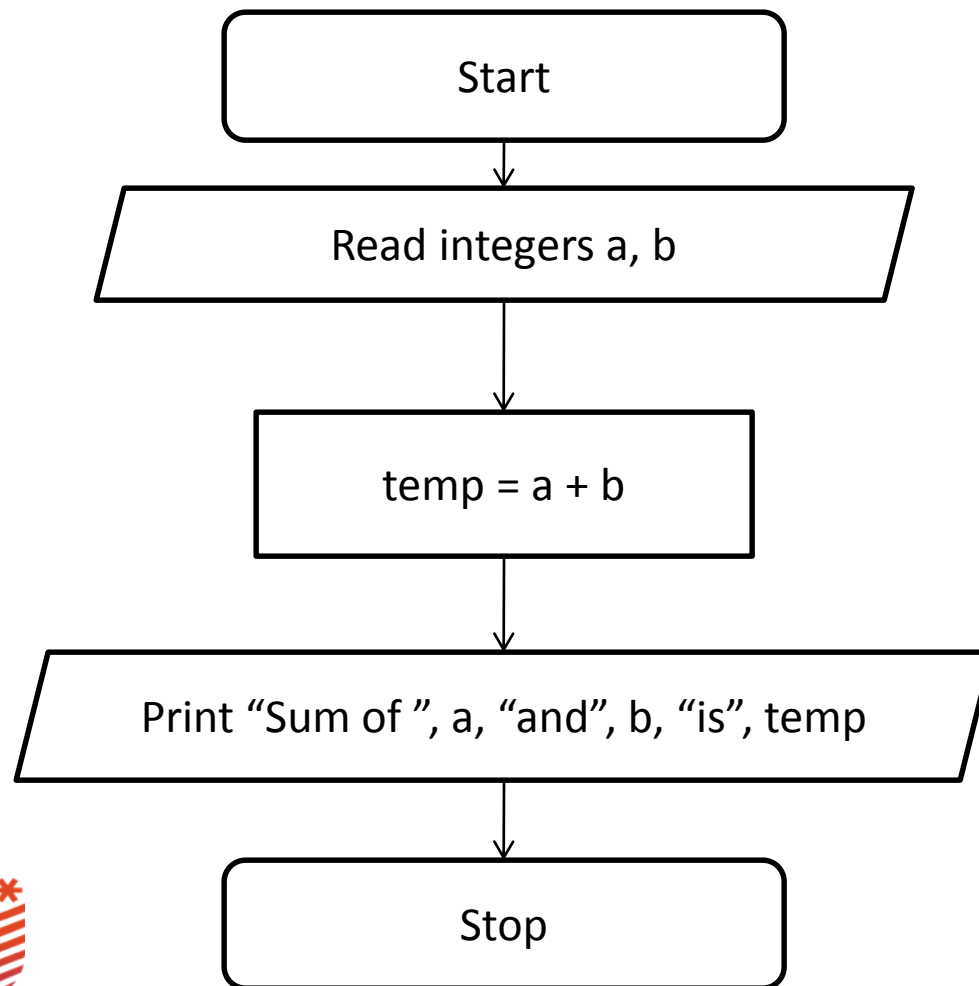 Start
Read integers a, b
temp = a + b
Print “Sum of ”, a, “and”, b, “is”, temp
Stop